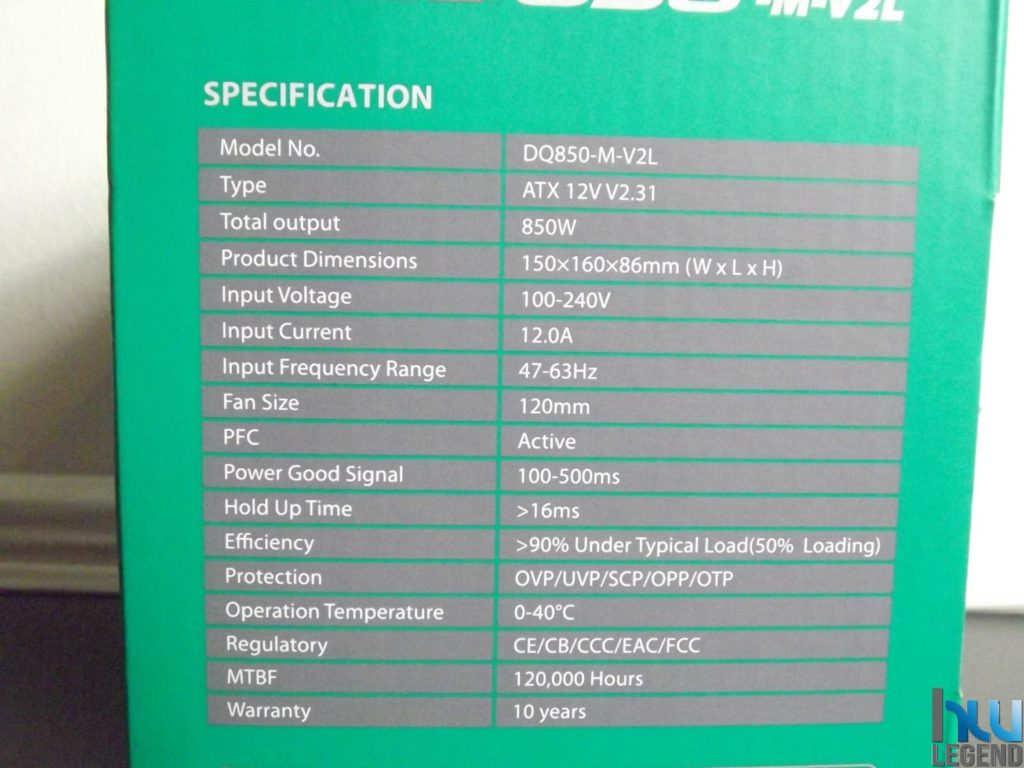 -M-V2L
SPECIFICATION
Model No. DQ850-M-V2L
Type ATX 12V V2.31
Total output 850W
Product Dimensions 150×160×86mm (W x L x H)
Input Voltage 100-240V
Input Current 12.0A
Input Frequency Range 47-63Hz
Fan Size 120mm
PFC Active
Power Good Signal 100-500ms
Hold Up Time >16ms
Efficiency >90% Under Typical Load(50% Loading)
Protection OVP/UVP/SCP/OPP/OTP
Operation Temperature 0-40°C
Regulatory CE/CB/CCC/EAC/FCC
MTBF 120,000 Hours
Warranty 10 years
hw
LEGEND